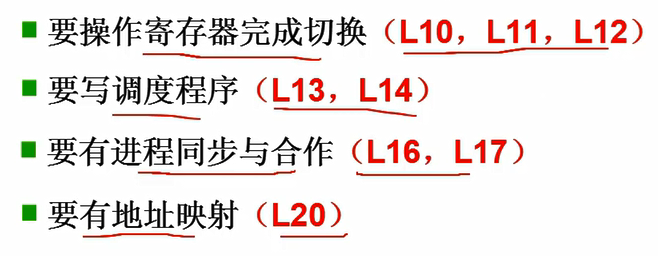 要操作寄存器完成切换（L10，L11，L12）
要写调度程序（L13，L14）
要有进程同步与合作（L16，L17）
要有地址映射（L20）